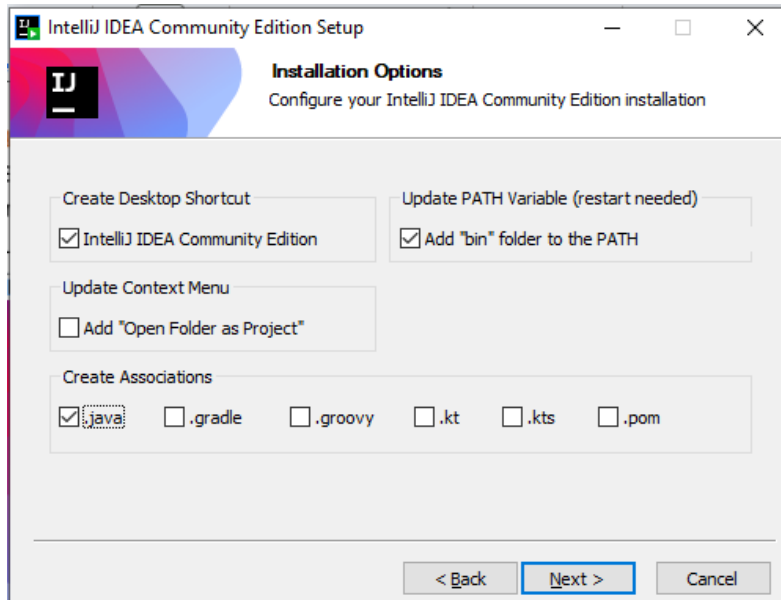 IntelliJ IDEA Community Edition Setup
IJ
Installation Options
Configure your IntelliJ IDEA Community Edition installation
Create Desktop Shortcut
IntelliJ IDEA Community Edition
Update PATH Variable (restart needed)
Add "bin" folder to the PATH
Update Context Menu
Add "Open Folder as Project"
Create Associations
.java .gradle .groovy .kt .kts .pom
< Back Next > Cancel